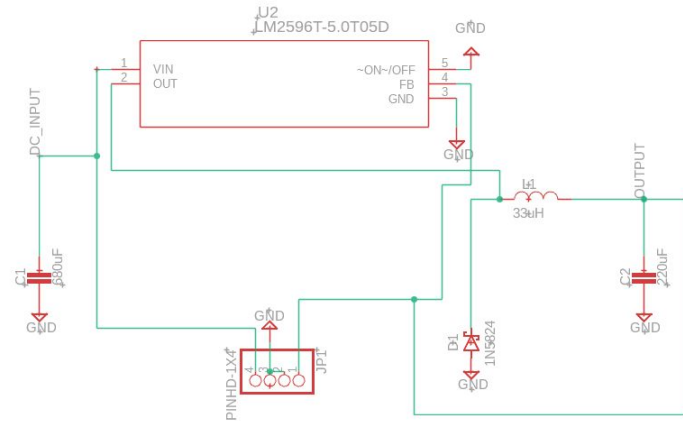 U2
LM2596T-5.0T05D
GND
1
VIN
~ON~/OFF
5
2
OUT
FB
4
GND
3
DC_INPUT
GND
L1
33uH
OUTPUT
C1
680uF
C2
220uF
GND
GND
GND
D1
1N5824
GND
PINHD-1X4
4
3
2
1
JP1